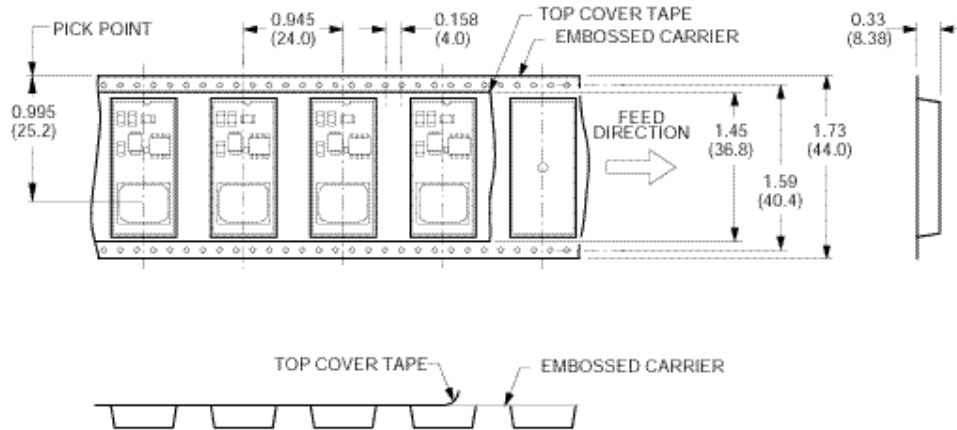 PICK POINT
0.945
(24.0)
0.158
(4.0)
TOP COVER TAPE
EMBOSSED CARRIER
0.33
(8.38)
0.995
(25.2)
FEED
DIRECTION
1.45
(36.8)
1.73
(44.0)
1.59
(40.4)
TOP COVER TAPE
EMBOSSED CARRIER